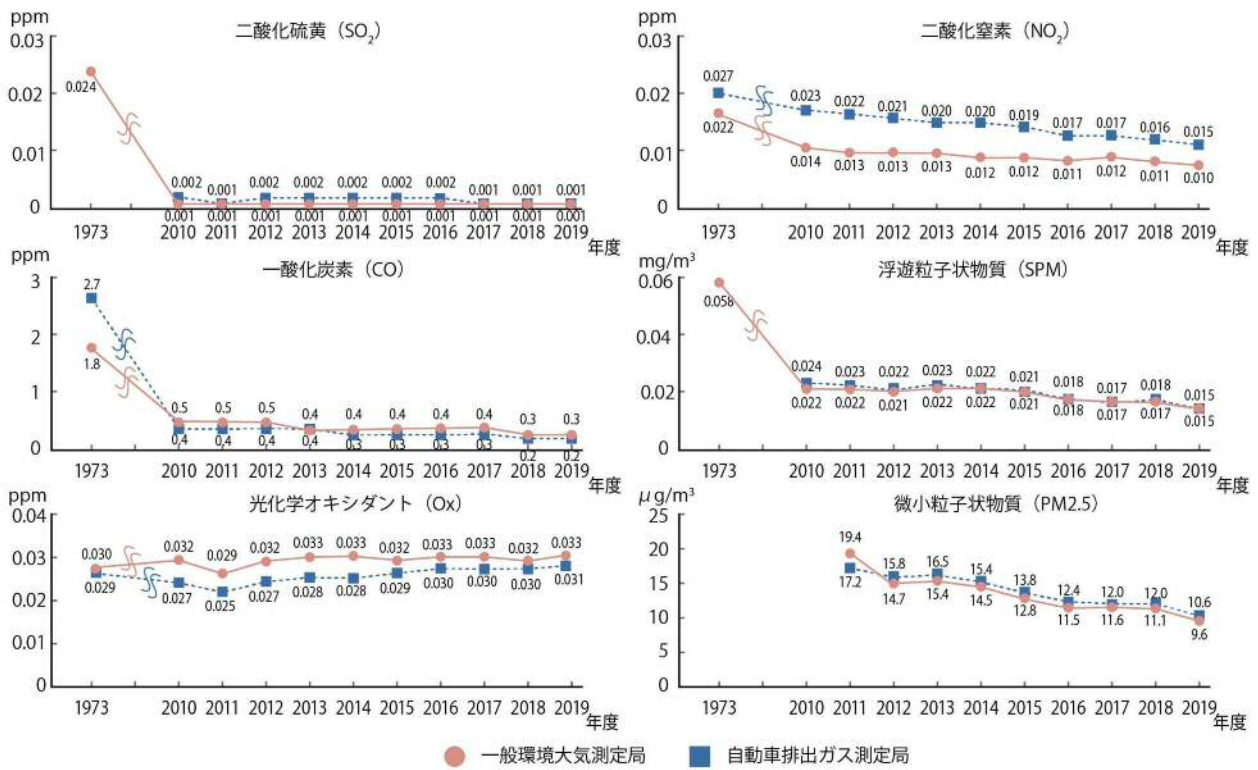 ppm
二酸化硫黄（SO₂）
0.03
0.02
0.01
0
0.024
0.002 0.001 0.002 0.002 0.002 0.002 0.002 0.001 0.001 0.001
0.001 0.001 0.001 0.001 0.001 0.001 0.001 0.001 0.001 0.001
1973 2010 2011 2012 2013 2014 2015 2016 2017 2018 2019 年度
ppm
二酸化窒素（NO₂）
0.03
0.02
0.01
0
0.027 0.023 0.022 0.021 0.020 0.020 0.019 0.017 0.017 0.016 0.015
0.022 0.014 0.013 0.013 0.013 0.012 0.012 0.011 0.012 0.011 0.010
1973 2010 2011 2012 2013 2014 2015 2016 2017 2018 2019 年度
ppm
一酸化炭素（CO）
3
2
1
0
2.7
1.8
0.5 0.5 0.5 0.4 0.4 0.4 0.4 0.4 0.3 0.3
0.4 0.4 0.4 0.4 0.3 0.3 0.3 0.3 0.2 0.2
1973 2010 2011 2012 2013 2014 2015 2016 2017 2018 2019 年度
mg/m³
浮遊粒子状物質（SPM）
0.06
0.04
0.02
0
0.058
0.024 0.023 0.022 0.023 0.022 0.021 0.018 0.017 0.018 0.015
0.022 0.022 0.021 0.022 0.022 0.021 0.018 0.017 0.017 0.015
1973 2010 2011 2012 2013 2014 2015 2016 2017 2018 2019 年度
ppm
光化学オキシダント（Ox）
0.04
0.03
0.02
0.01
0
0.030 0.032 0.029 0.032 0.033 0.033 0.032 0.033 0.033 0.032 0.033
0.029 0.027 0.025 0.027 0.028 0.028 0.029 0.030 0.030 0.030 0.031
1973 2010 2011 2012 2013 2014 2015 2016 2017 2018 2019 年度
μg/m³
微小粒子状物質（PM2.5）
25
20
15
10
5
0
19.4 15.8 16.5 15.4 13.8 12.4 12.0 12.0 10.6
17.2 14.7 15.4 14.5 12.8 11.5 11.6 11.1 9.6
1973 2010 2011 2012 2013 2014 2015 2016 2017 2018 2019 年度
一般環境大気測定局 自動車排出ガス測定局